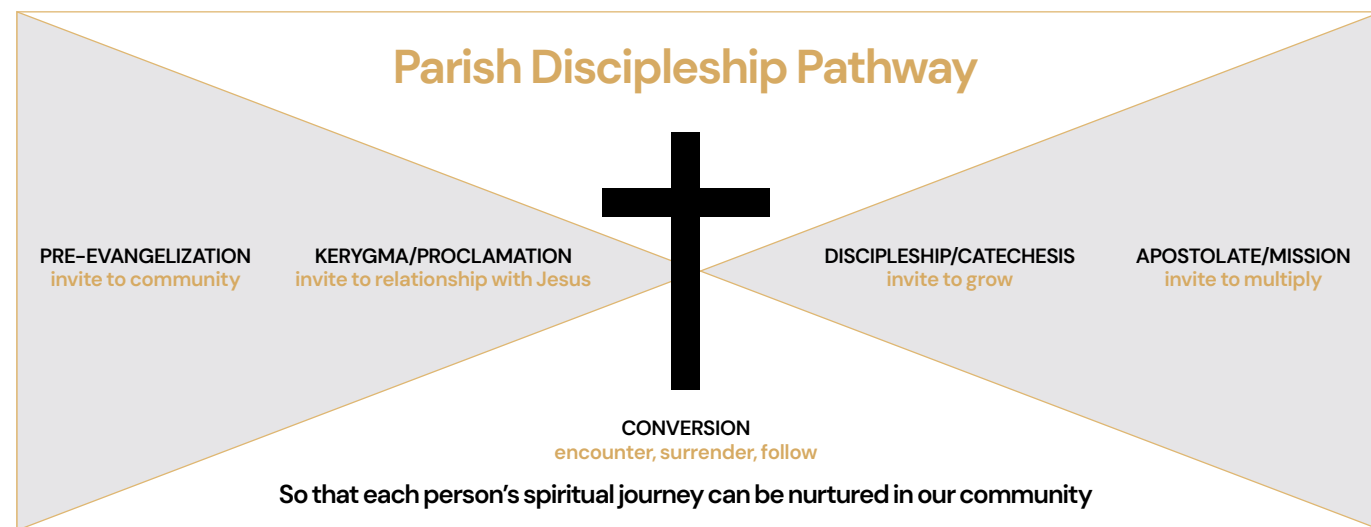 Parish Discipleship Pathway
PRE-EVANGELIZATION
invite to community
KERYGMA/PROCLAMATION
invite to relationship with Jesus
DISCIPLESHIP/CATECHESIS
invite to grow
APOSTOLATE/MISSION
invite to multiply
CONVERSION
encounter, surrender, follow
So that each person's spiritual journey can be nurtured in our community